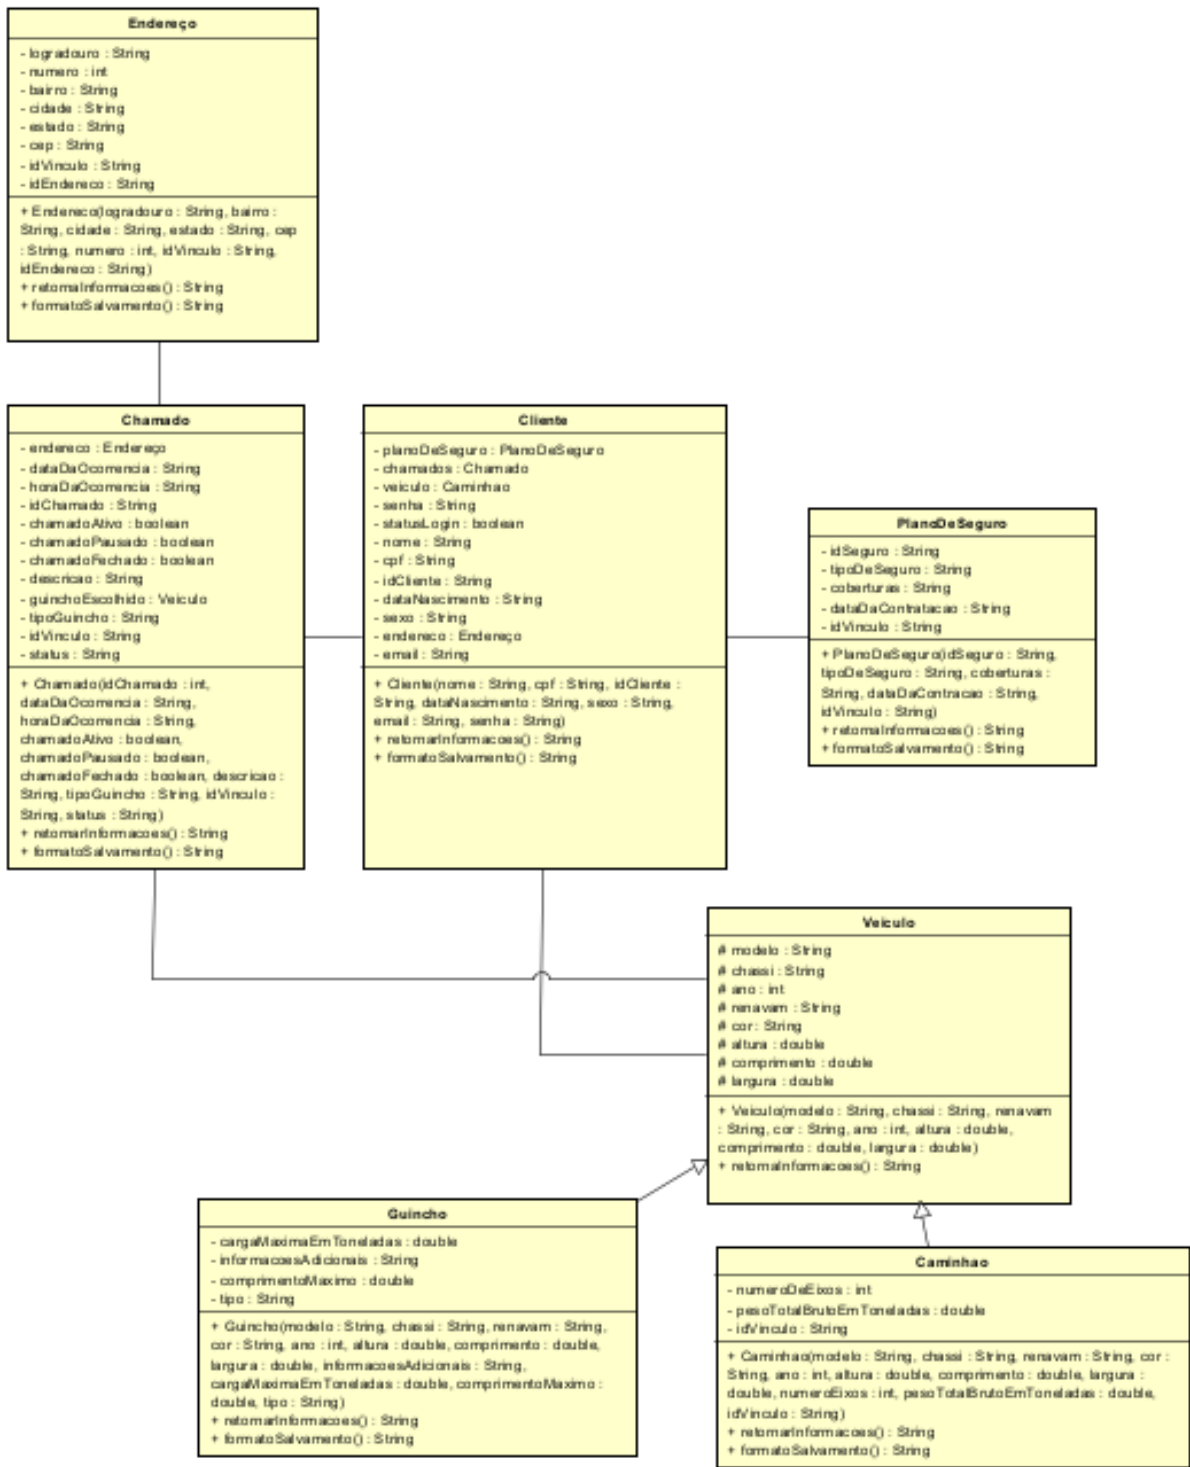 Endereço
- logradouro : String
- numero : int
- bairro : String
- cidade : String
- estado : String
- cep : String
- idVinculo : String
- idEndereco : String
+ Endereco(logradouro : String, bairro :
String, cidade : String, estado : String, cep
: String, numero : int, idVinculo : String,
idEndereco : String)
+ retornaInformacoes() : String
+ formatoSalvamento() : String
Chamado
- endereco : Endereço
- dataDaOcorrencia : String
- horaDaOcorrencia : String
- idChamado : String
- chamadoAtivo : boolean
- chamadoPausado : boolean
- chamadoFechado : boolean
- descricao : String
- guinchoEscolhido : Veiculo
- tipoGuincho : String
- idVinculo : String
- status : String
+ Chamado(idChamado : int,
dataDaOcorrencia : String,
horaDaOcorrencia : String,
chamadoAtivo : boolean,
chamadoPausado : boolean,
chamadoFechado : boolean, descricao :
String, tipoGuincho : String, idVinculo :
String, status : String)
+ retornarInformacoes() : String
+ formatoSalvamento() : String
Cliente
- planoDeSeguro : PlanoDeSeguro
- chamados : Chamado
- veiculo : Caminhao
- senha : String
- statusLogin : boolean
- nome : String
- cpf : String
- idCliente : String
- dataNascimento : String
- sexo : String
- endereco : Endereço
- email : String
+ Cliente(nome : String, cpf : String, idCliente :
String, dataNascimento : String, sexo : String,
email : String, senha : String)
+ retornarInformacoes() : String
+ formatoSalvamento() : String
PlanoDeSeguro
- idSeguro : String
- tipoDeSeguro : String
- coberturas : String
- dataDaContratacao : String
- idVinculo : String
+ PlanoDeSeguro(idSeguro : String,
tipoDeSeguro : String, coberturas :
String, dataDaContracao : String,
idVinculo : String)
+ retornaInformacoes() : String
+ formatoSalvamento() : String
Veiculo
# modelo : String
# chassi : String
# ano : int
# renavam : String
# cor : String
# altura : double
# comprimento : double
# largura : double
+ Veiculo(modelo : String, chassi : String, renavam
: String, cor : String, ano : int, altura : double,
comprimento : double, largura : double)
+ retornaInformacoes() : String
Guincho
- cargaMaximaEmToneladas : double
- informacoesAdicionais : String
- comprimentoMaximo : double
- tipo : String
+ Guincho(modelo : String, chassi : String, renavam : String,
cor : String, ano : int, altura : double, comprimento : double,
largura : double, informacoesAdicionais : String,
cargaMaximaEmToneladas : double, comprimentoMaximo :
double, tipo : String)
+ retornarInformacoes() : String
+ formatoSalvamento() : String
Caminhao
- numeroDeEixos : int
- pesoTotalBrutoEmToneladas : double
- idVinculo : String
+ Caminhao(modelo : String, chassi : String, renavam : String, cor :
String, ano : int, altura : double, comprimento : double, largura :
double, numeroEixos : int, pesoTotalBrutoEmToneladas : double,
idVinculo : String)
+ retornarInformacoes() : String
+ formatoSalvamento() : String